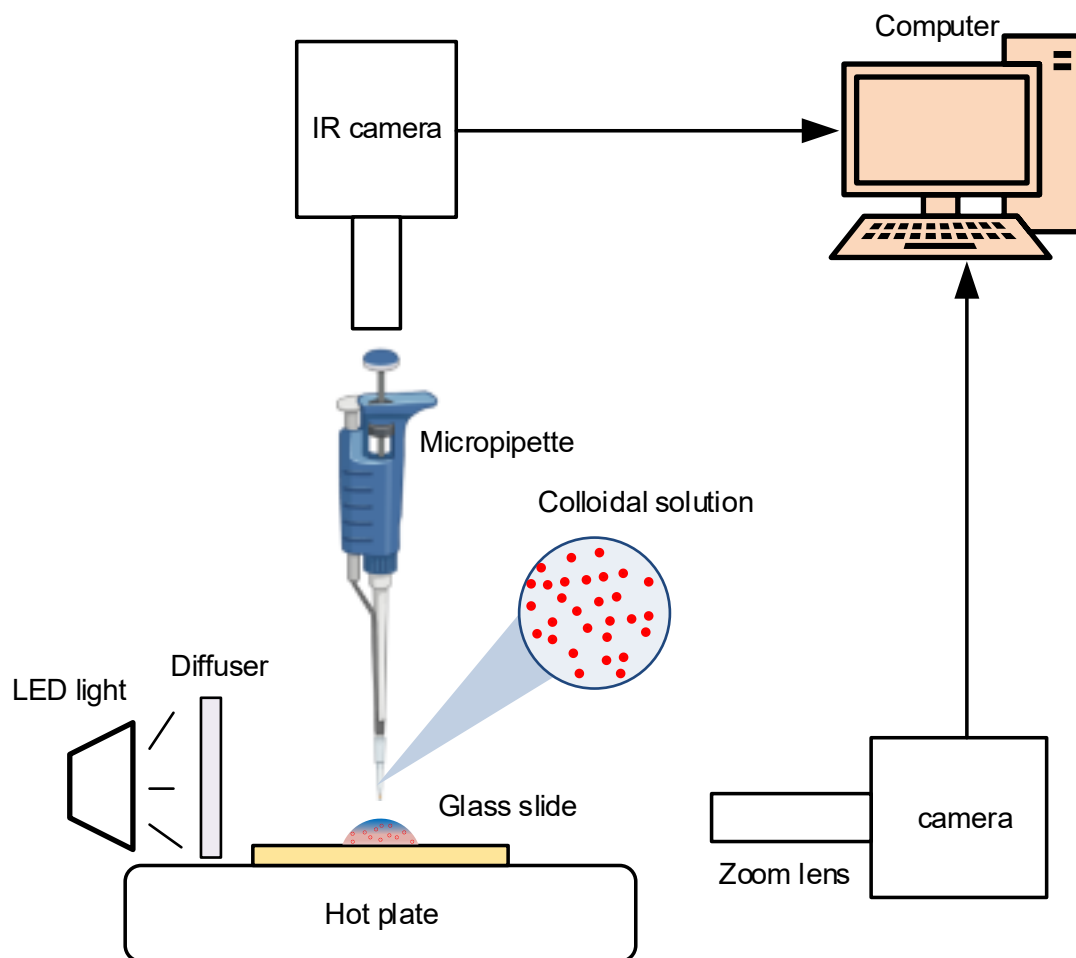 Computer
IR camera
Micropipette
Colloidal solution
Diffuser
LED light
Glass slide
camera
Zoom lens
Hot plate